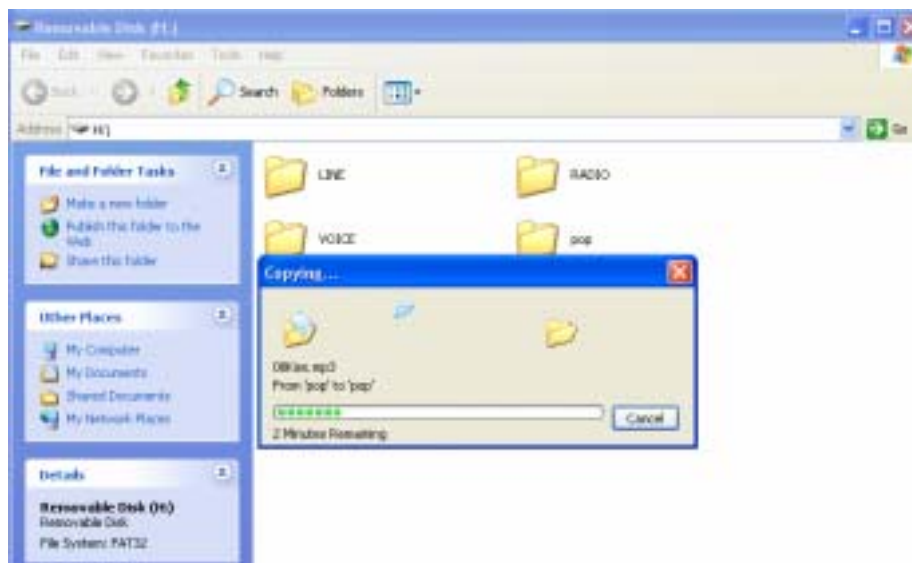 Removable Disk (H:)
File Edit View Favorites Tools Help
Back Search Folders
Address H:\ Go
File and Folder Tasks
Make a new folder
Publish this folder to the
Web
Share this folder
Other Places
My Computer
My Documents
Shared Documents
My Network Places
Details
Removable Disk (H:)
Removable Disk
File System: FAT32
LINE RADIO
VOICE pop
Copying...
From 'pop' to 'pop'
Cancel
2 Minutes Remaining